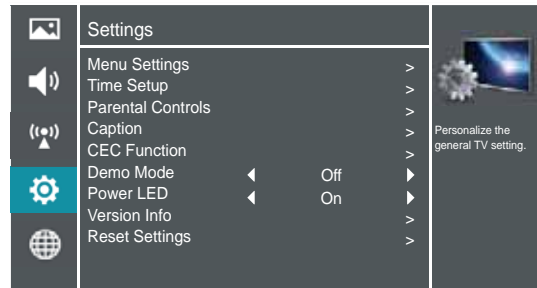 Settings
Menu Settings >
Time Setup >
Parental Controls >
Caption >
CEC Function >
Demo Mode Off
Power LED On
Version Info >
Reset Settings >
Personalize the
general TV setting.